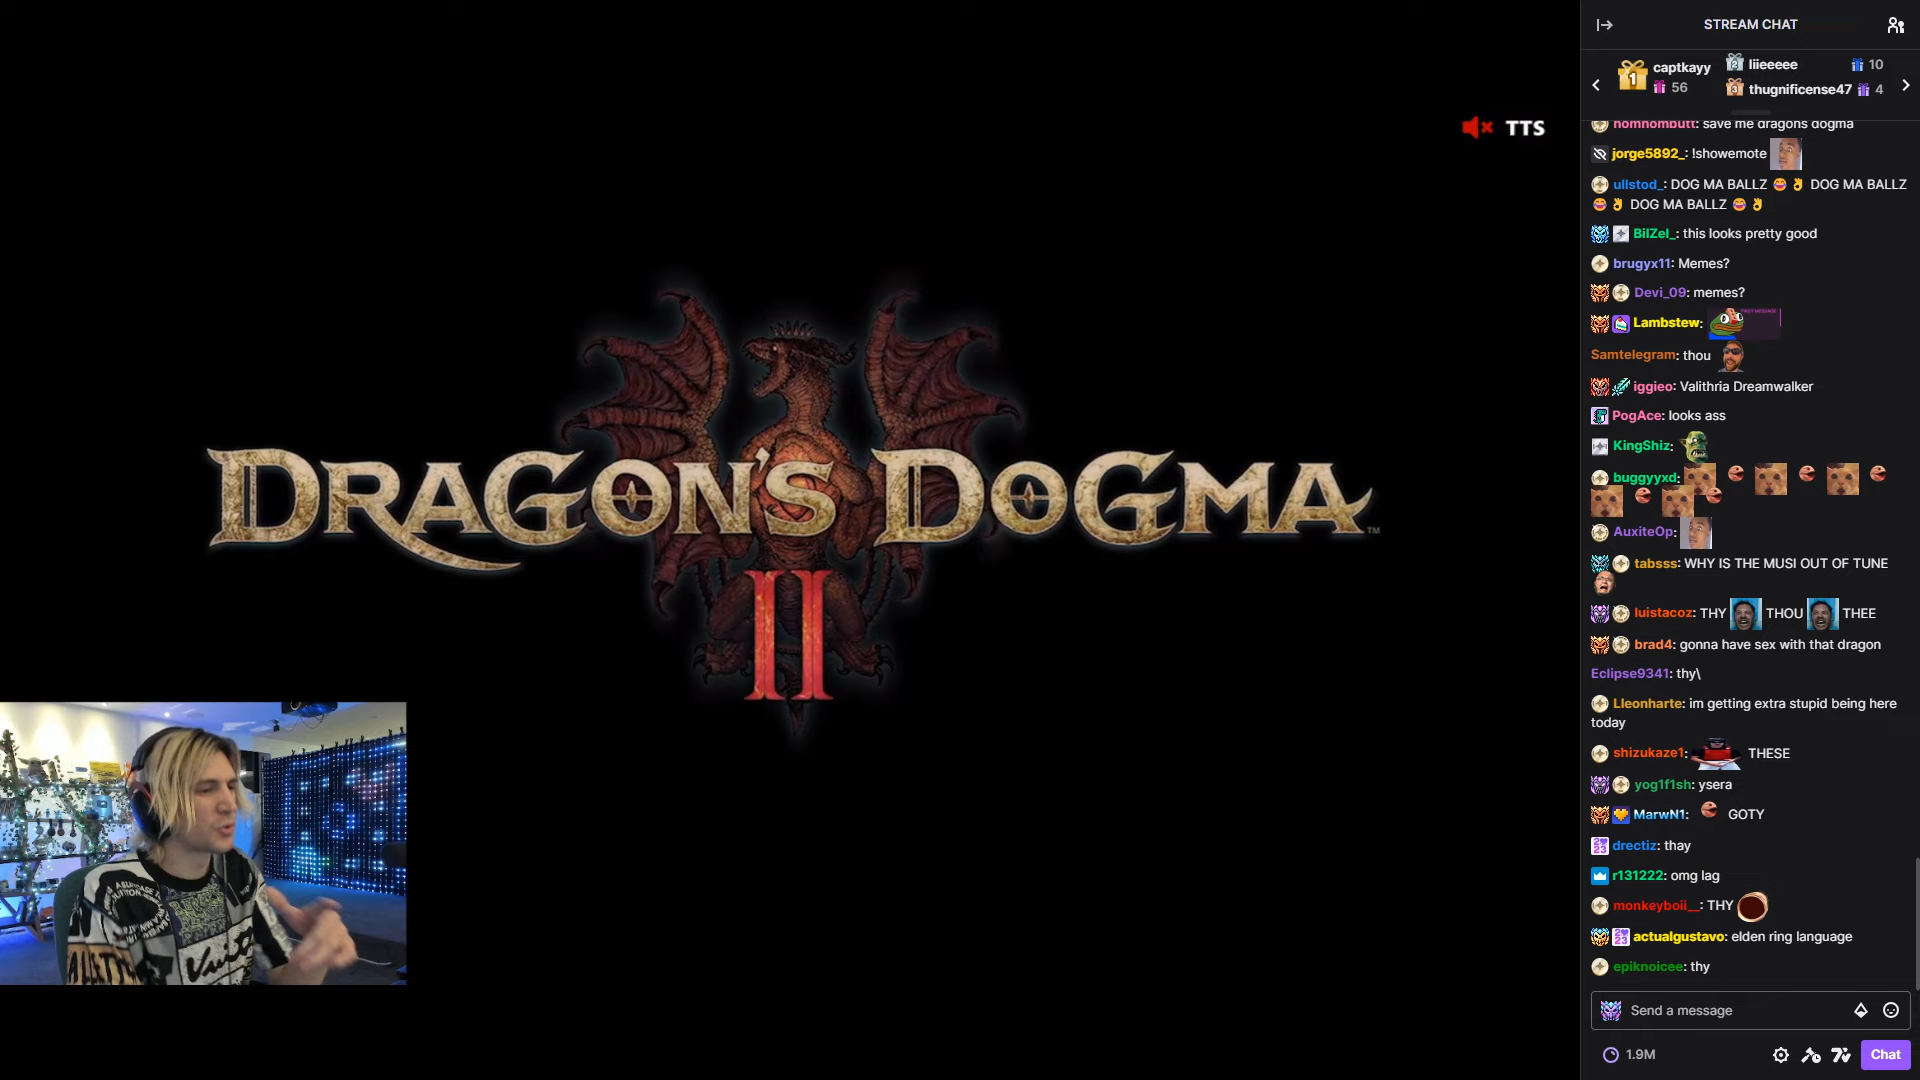 STREAM CHAT
captkayy
56
liieeeee
10
thugnificense47
4
TTS
DRAGON'S DOGMA
II
nomnombutt: save me dragons dogma
jorge5892_: !showemote
ullstod_: DOG MA BALLZ 😂 👌 DOG MA BALLZ
😂 👌 DOG MA BALLZ 😂 👌
BilZel_: this looks pretty good
brugyx11: Memes?
Devi_09: memes?
Lambstew:
Samtelegram: thou
iggieo: Valithria Dreamwalker
PogAce: looks ass
KingShiz:
buggyyxd:
AuxiteOp:
tabsss: WHY IS THE MUSI OUT OF TUNE
luistacoz: THY THOU THEE
brad4: gonna have sex with that dragon
Eclipse9341: thy\
Lleonharte: im getting extra stupid being here
today
shizukaze1: THESE
yog1f1sh: ysera
MarwN1: GOTY
drectiz: thay
r131222: omg lag
monkeyboii__: THY
actualgustavo: elden ring language
epiknoicee: thy
Send a message
1.9M
Chat